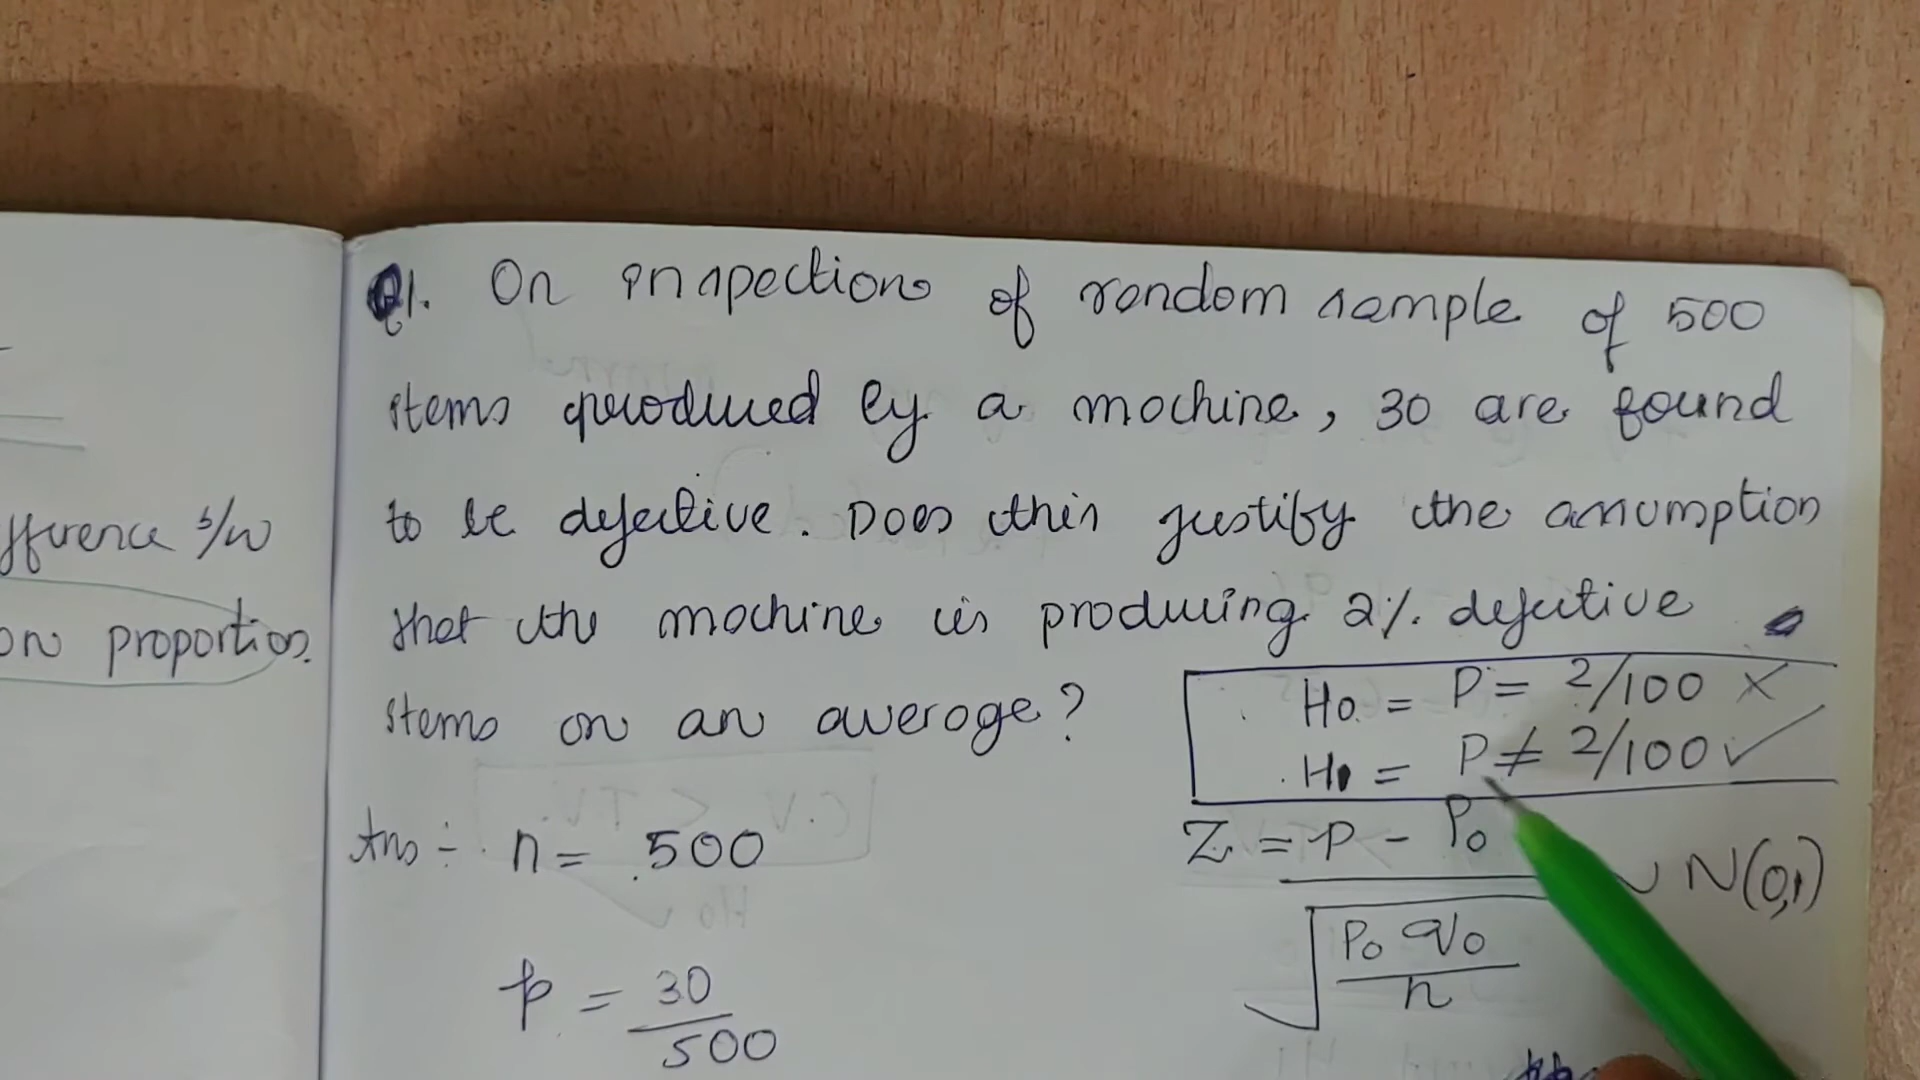 fference b/w
on proportion.
Q1. On inspection of random sample of 500
items produced by a machine, 30 are found
to be defective. Does this justify the assumption
that the machine is producing 2%. defective
items on an average?
H0 = P = 2/100 ×
H1 = P ≠ 2/100 ✓
Ans ÷ n = 500
Z = p - P0
~ N(0,1)
√ P0 q0
n
p = 30
500